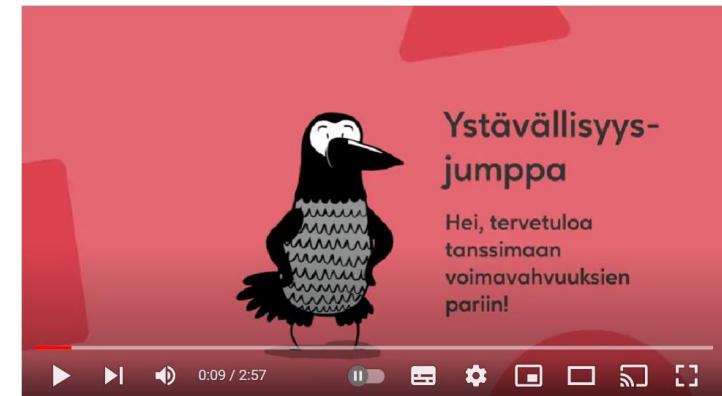 Ystävällisyys-
jumppa
Hei, tervetuloa
tanssimaan
voimavahvuuksien
pariin!
0:09 / 2:57